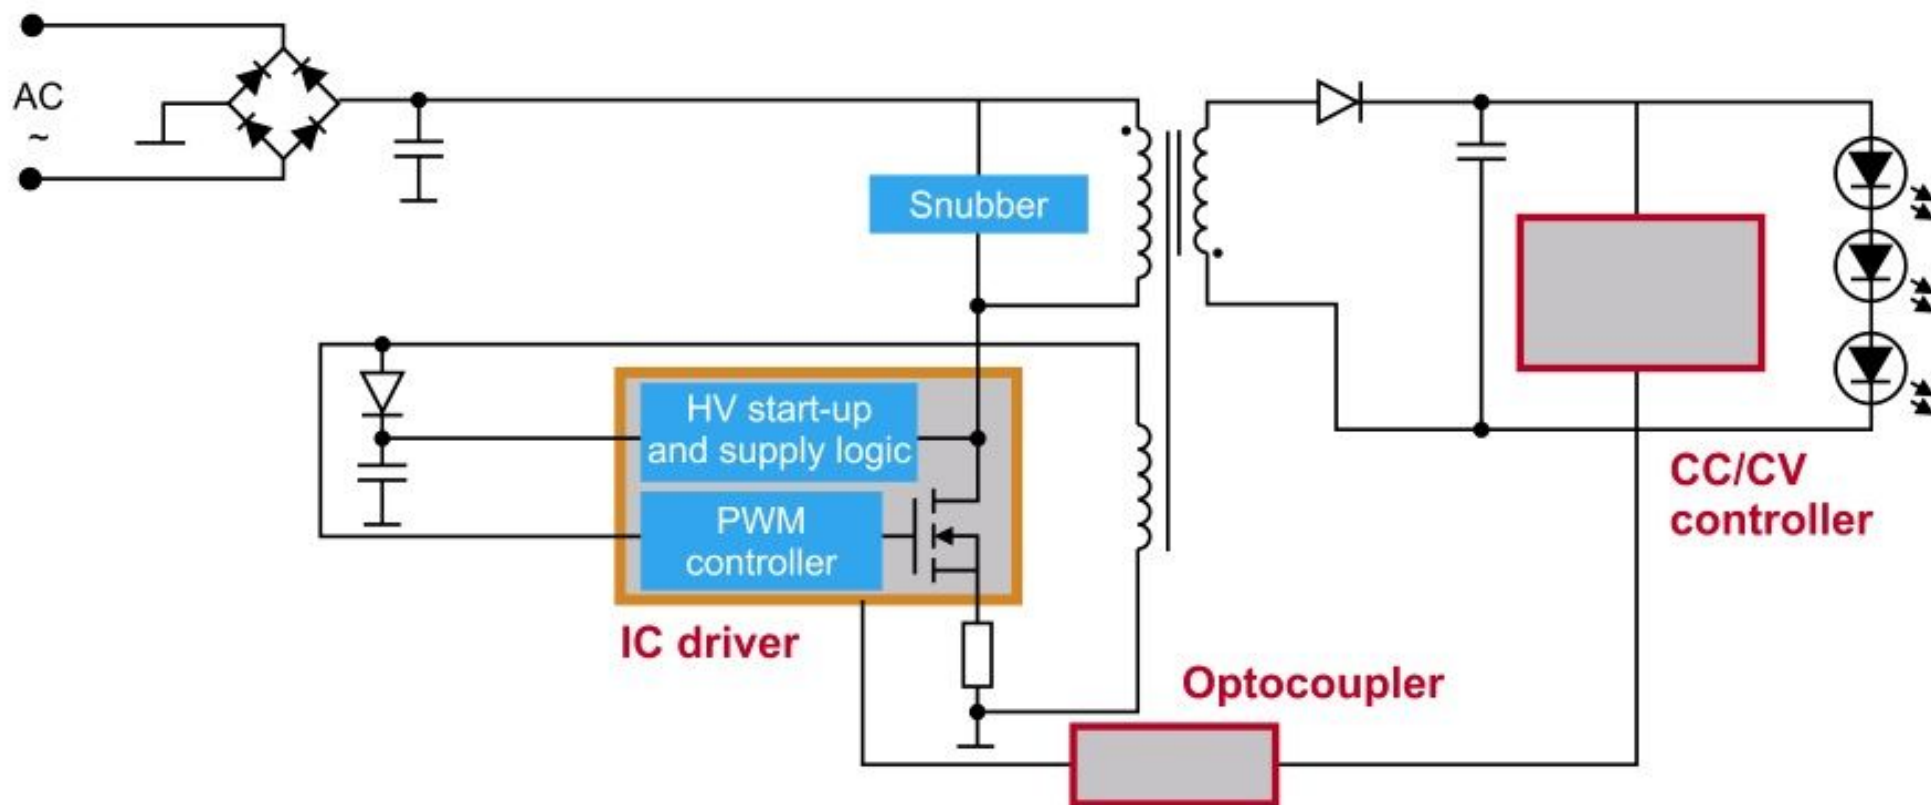 AC
~
Snubber
HV start-up
and supply logic
PWM
controller
IC driver
CC/CV
controller
Optocoupler